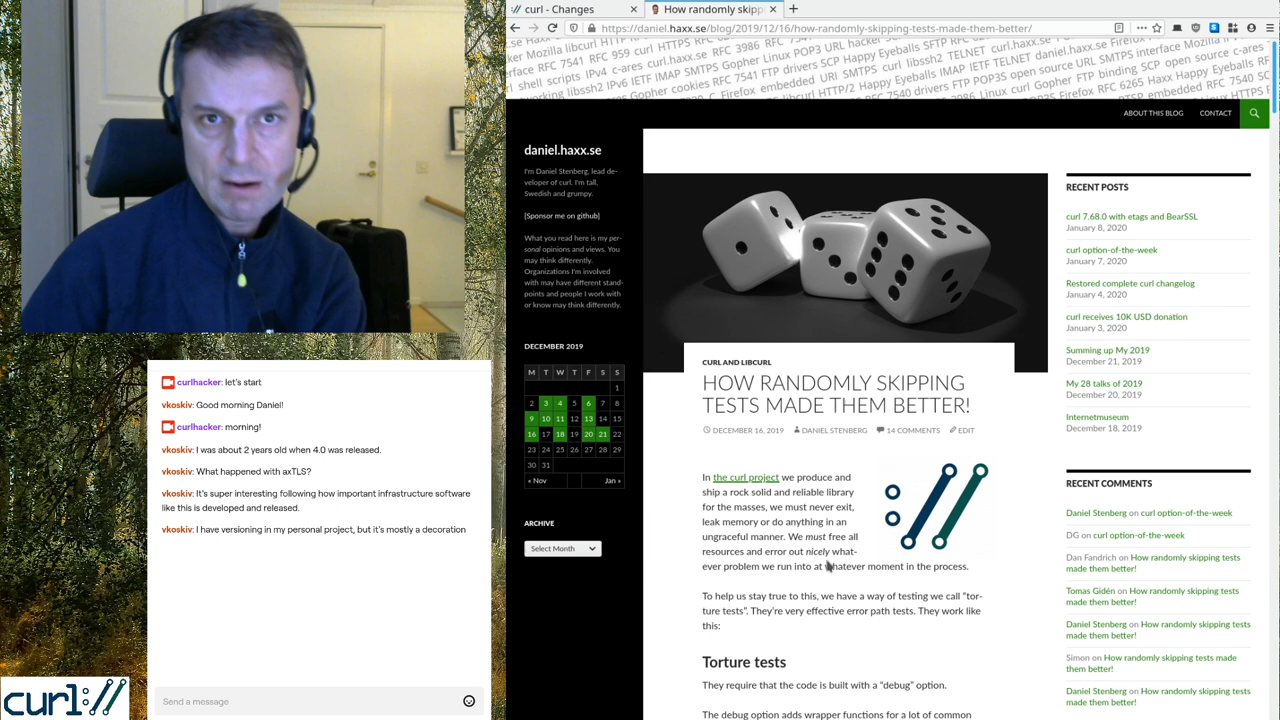 curl - Changes
How randomly skipp
https://daniel.haxx.se/blog/2019/12/16/how-randomly-skipping-tests-made-them-better/
ABOUT THIS BLOG
CONTACT
daniel.haxx.se
I'm Daniel Stenberg, lead de-
veloper of curl. I'm tall,
Swedish and grumpy.
[Sponsor me on github]
What you read here is my per-
sonal opinions and views. You
may think differently.
Organizations I'm involved
with may have different stand-
points and people I work with
or know may think differently.
DECEMBER 2019
M T W T F S S
1
2 3 4 5 6 7 8
9 10 11 12 13 14 15
16 17 18 19 20 21 22
23 24 25 26 27 28 29
30 31
« Nov Jan »
ARCHIVE
Select Month
CURL AND LIBCURL
HOW RANDOMLY SKIPPING
TESTS MADE THEM BETTER!
DECEMBER 16, 2019 DANIEL STENBERG 14 COMMENTS EDIT
In the curl project we produce and
ship a rock solid and reliable library
for the masses, we must never exit,
leak memory or do anything in an
ungraceful manner. We must free all
resources and error out nicely what-
ever problem we run into at whatever moment in the process.
To help us stay true to this, we have a way of testing we call “tor-
ture tests”. They're very effective error path tests. They work like
this:
Torture tests
They require that the code is built with a “debug” option.
The debug option adds wrapper functions for a lot of common
RECENT POSTS
curl 7.68.0 with etags and BearSSL
January 8, 2020
curl option-of-the-week
January 7, 2020
Restored complete curl changelog
January 4, 2020
curl receives 10K USD donation
January 3, 2020
Summing up My 2019
December 21, 2019
My 28 talks of 2019
December 20, 2019
Internetmuseum
December 18, 2019
RECENT COMMENTS
Daniel Stenberg on curl option-of-the-week
DG on curl option-of-the-week
Dan Fandrich on How randomly skipping tests
made them better!
Tomas Gidén on How randomly skipping tests
made them better!
Daniel Stenberg on How randomly skipping tests
made them better!
Simon on How randomly skipping tests made
them better!
Daniel Stenberg on How randomly skipping tests
made them better!
curlhacker: let's start
vkoskiv: Good morning Daniel!
curlhacker: morning!
vkoskiv: I was about 2 years old when 4.0 was released.
vkoskiv: What happened with axTLS?
vkoskiv: It's super interesting following how important infrastructure software
like this is developed and released.
vkoskiv: I have versioning in my personal project, but it's mostly a decoration
Send a message
curl://